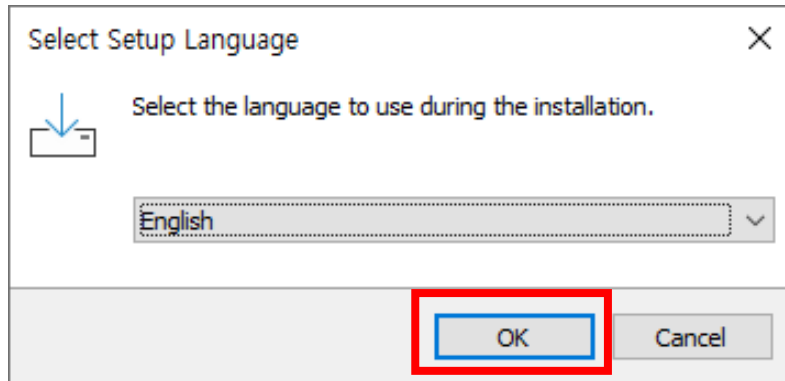 Select Setup Language
Select the language to use during the installation.
English
OK
Cancel